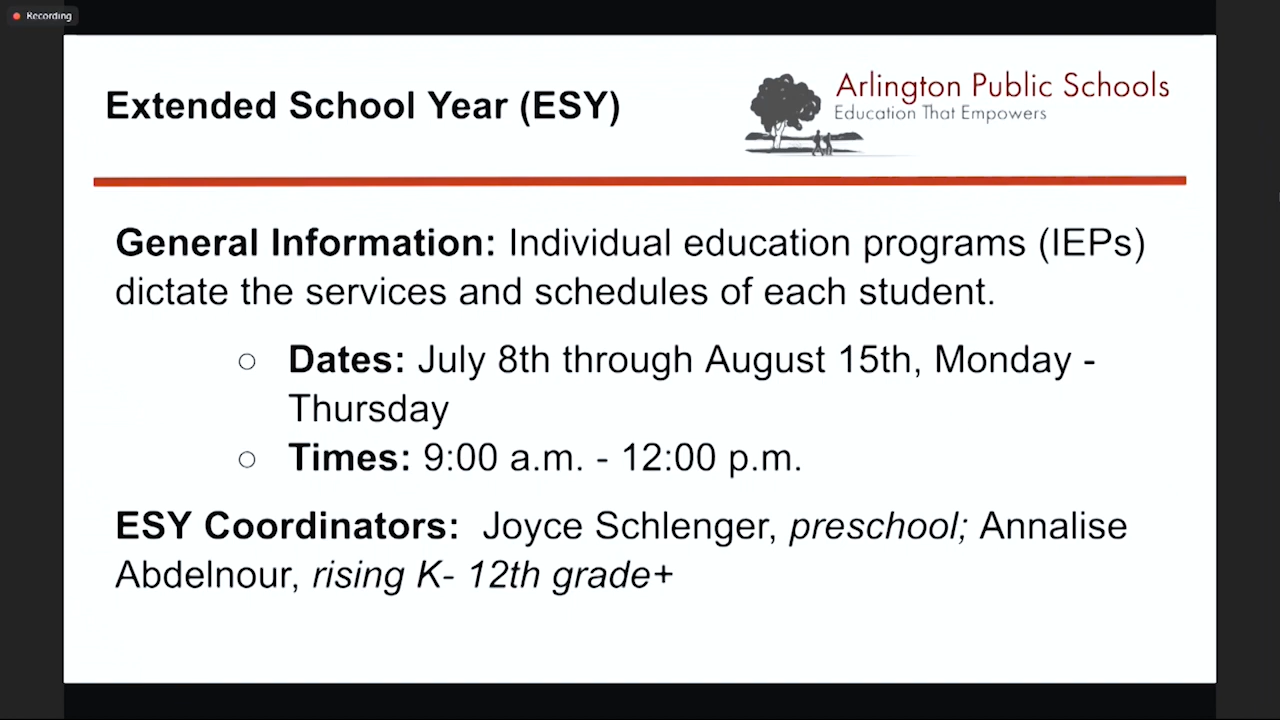 Recording
Extended School Year (ESY)
Arlington Public Schools
Education That Empowers
General Information: Individual education programs (IEPs)
dictate the services and schedules of each student.
○ Dates: July 8th through August 15th, Monday -
Thursday
○ Times: 9:00 a.m. - 12:00 p.m.
ESY Coordinators: Joyce Schlenger, preschool; Annalise
Abdelnour, rising K- 12th grade+